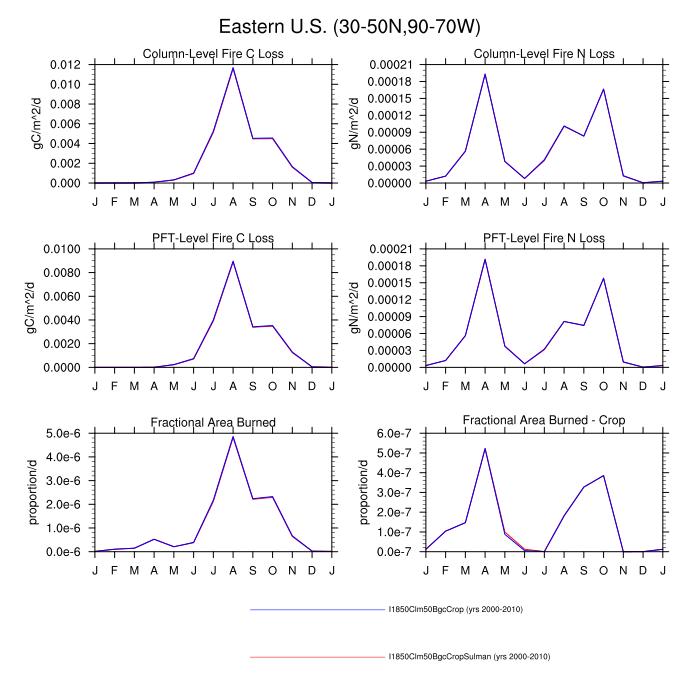 Eastern U.S. (30-50N,90-70W)
Column-Level Fire C Loss
gC/m^2/d
0.012
0.010
0.008
0.006
0.004
0.002
0.000
J F M A M J J A S O N D J
Column-Level Fire N Loss
gN/m^2/d
0.00021
0.00018
0.00015
0.00012
0.00009
0.00006
0.00003
0.00000
J F M A M J J A S O N D J
PFT-Level Fire C Loss
gC/m^2/d
0.0100
0.0080
0.0060
0.0040
0.0020
0.0000
J F M A M J J A S O N D J
PFT-Level Fire N Loss
gN/m^2/d
0.00021
0.00018
0.00015
0.00012
0.00009
0.00006
0.00003
0.00000
J F M A M J J A S O N D J
Fractional Area Burned
proportion/d
5.0e-6
4.0e-6
3.0e-6
2.0e-6
1.0e-6
0.0e-6
J F M A M J J A S O N D J
Fractional Area Burned - Crop
proportion/d
6.0e-7
5.0e-7
4.0e-7
3.0e-7
2.0e-7
1.0e-7
0.0e-7
J F M A M J J A S O N D J
I1850Clm50BgcCrop (yrs 2000-2010)
I1850Clm50BgcCropSulman (yrs 2000-2010)